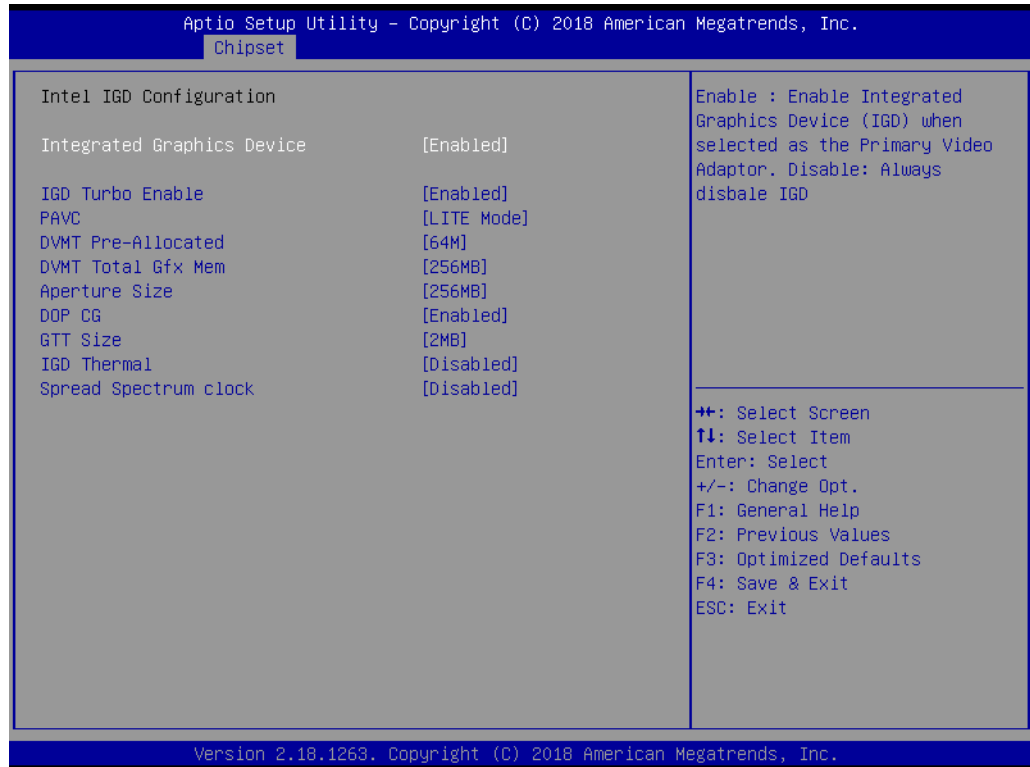 Aptio Setup Utility – Copyright (C) 2018 American Megatrends, Inc.
Chipset
Intel IGD Configuration
Integrated Graphics Device [Enabled]
IGD Turbo Enable [Enabled]
PAVC [LITE Mode]
DVMT Pre-Allocated [64M]
DVMT Total Gfx Mem [256MB]
Aperture Size [256MB]
DOP CG [Enabled]
GTT Size [2MB]
IGD Thermal [Disabled]
Spread Spectrum clock [Disabled]
Enable : Enable Integrated
Graphics Device (IGD) when
selected as the Primary Video
Adaptor. Disable: Always
disbale IGD
→←: Select Screen
↑↓: Select Item
Enter: Select
+/-: Change Opt.
F1: General Help
F2: Previous Values
F3: Optimized Defaults
F4: Save & Exit
ESC: Exit
Version 2.18.1263. Copyright (C) 2018 American Megatrends, Inc.